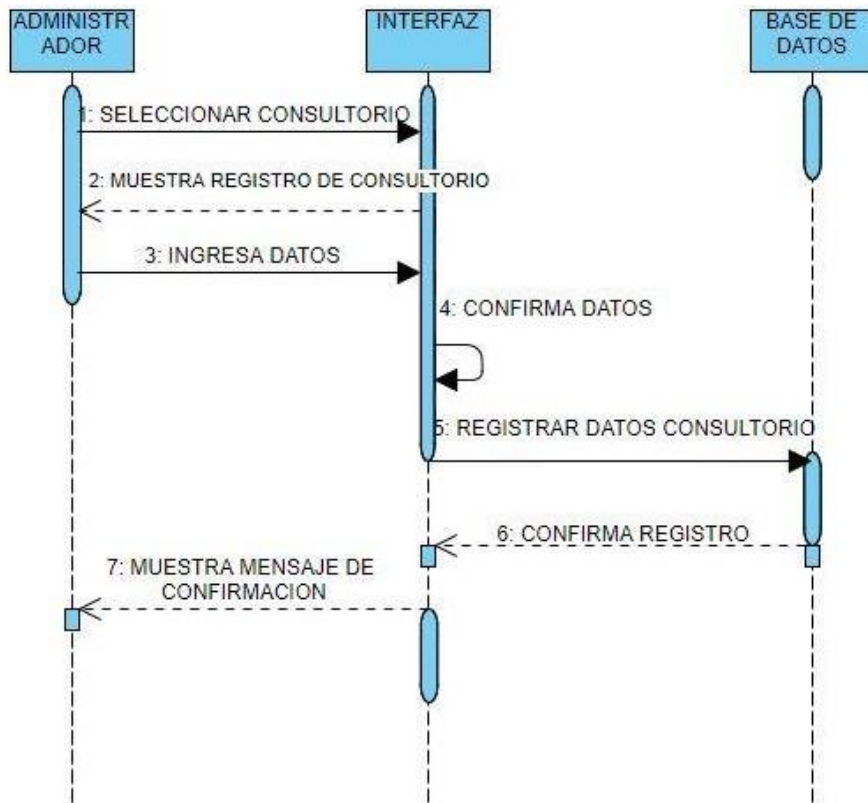 ADMINISTR
ADOR
INTERFAZ
BASE DE
DATOS
1: SELECCIONAR CONSULTORIO
2: MUESTRA REGISTRO DE CONSULTORIO
3: INGRESA DATOS
4: CONFIRMA DATOS
5: REGISTRAR DATOS CONSULTORIO
6: CONFIRMA REGISTRO
7: MUESTRA MENSAJE DE
CONFIRMACION